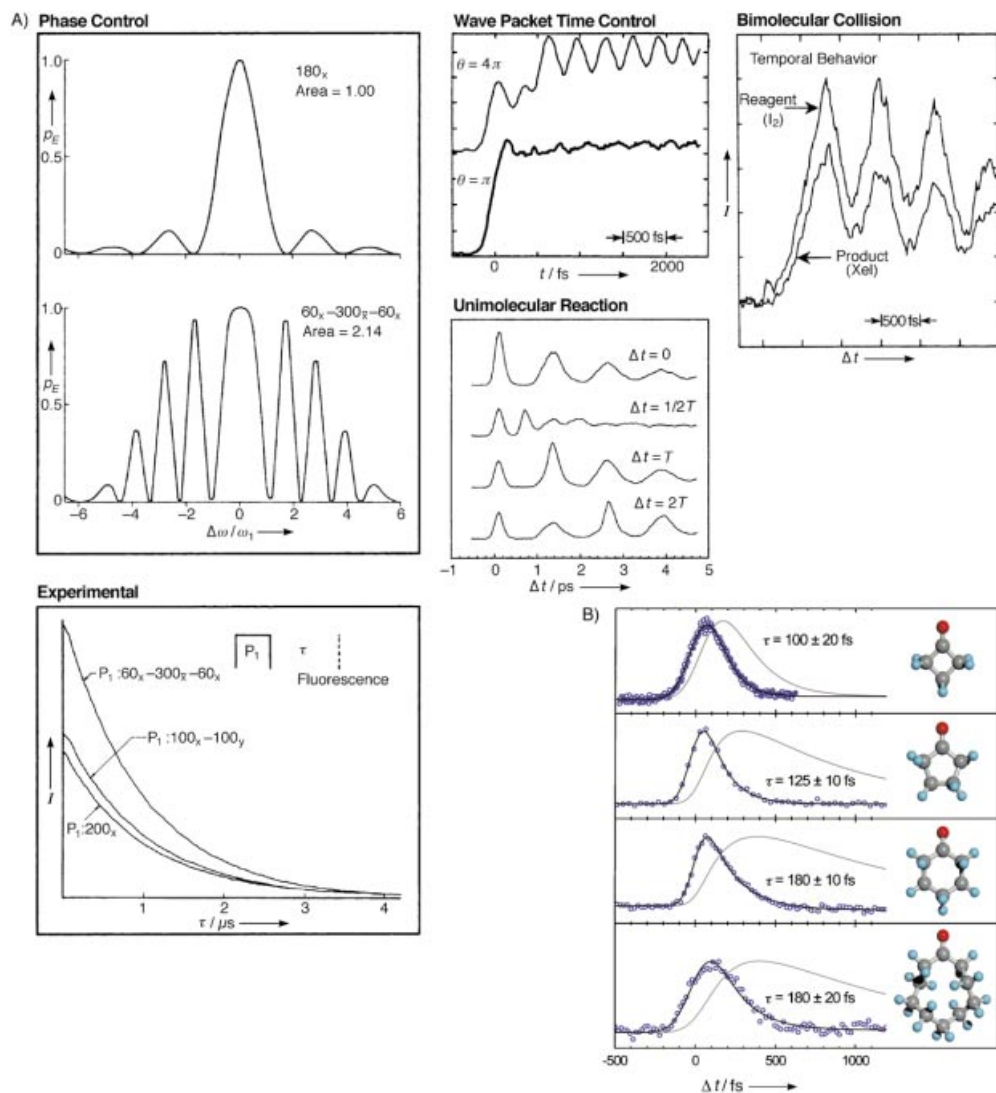 A)
Phase Control
1.0
180x
Area = 1.00
pE
0.5
0
1.0
60x–300x̄–60x
Area = 2.14
pE
0.5
0
–6 –4 –2 0 2 4 6
Δω/ω1
Wave Packet Time Control
θ = 4π
θ = π
500 fs
0 2000
t / fs
Unimolecular Reaction
Δt = 0
Δt = 1/2T
Δt = T
Δt = 2T
–1 0 1 2 3 4 5
Δt / ps
Bimolecular Collision
Temporal Behavior
Reagent
(I2)
I
Product
(XeI)
500 fs
Δt
Experimental
P1
τ
Fluorescence
P1 :60x–300x̄–60x
P1 :100x–100y
I
P1:200x
1 2 3 4
τ / μs
B)
τ = 100 ± 20 fs
τ = 125 ± 10 fs
τ = 180 ± 10 fs
τ = 180 ± 20 fs
-500 0 500 1000
Δt / fs